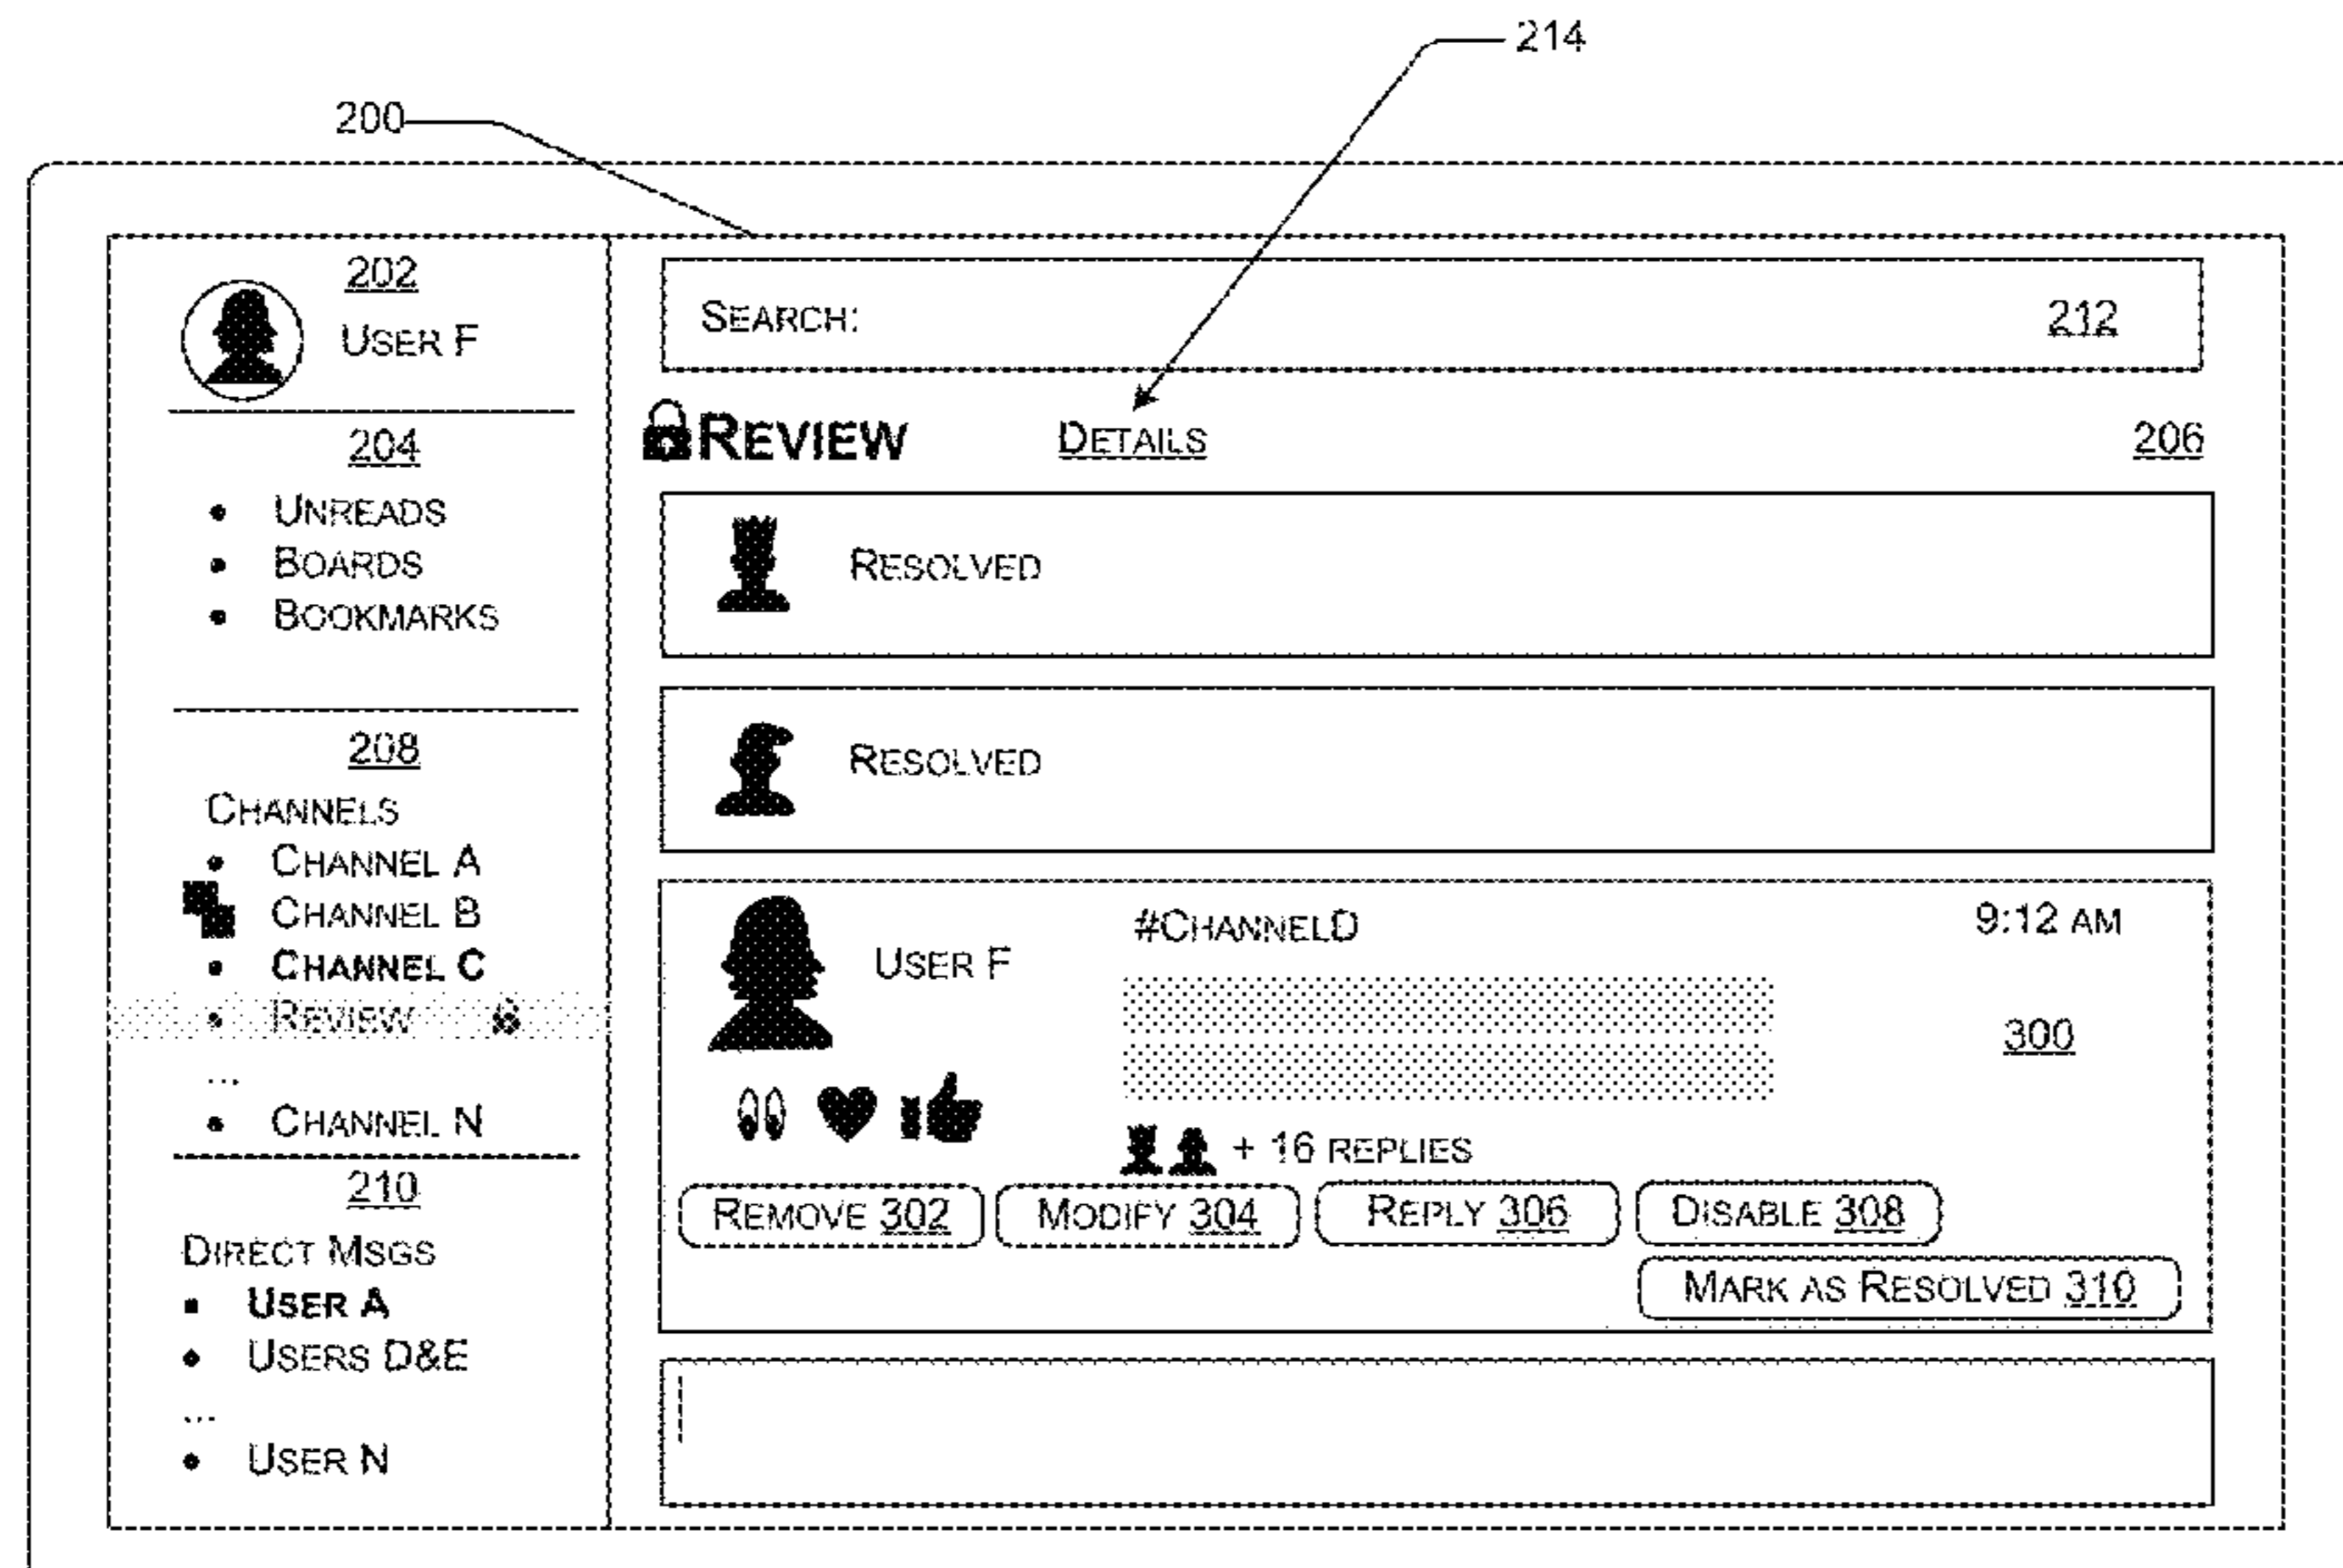 214
200
202
USER F
204
• UNREADS
• BOARDS
• BOOKMARKS
208
CHANNELS
• CHANNEL A
CHANNEL B
• CHANNEL C
• REVIEW
...
• CHANNEL N
210
DIRECT MSGS
▪ USER A
• USERS D&E
...
• USER N
SEARCH: 212
REVIEW DETAILS 206
RESOLVED
RESOLVED
USER F
#CHANNELD 9:12 AM
300
+ 16 REPLIES
REMOVE 302 MODIFY 304 REPLY 306 DISABLE 308
MARK AS RESOLVED 310